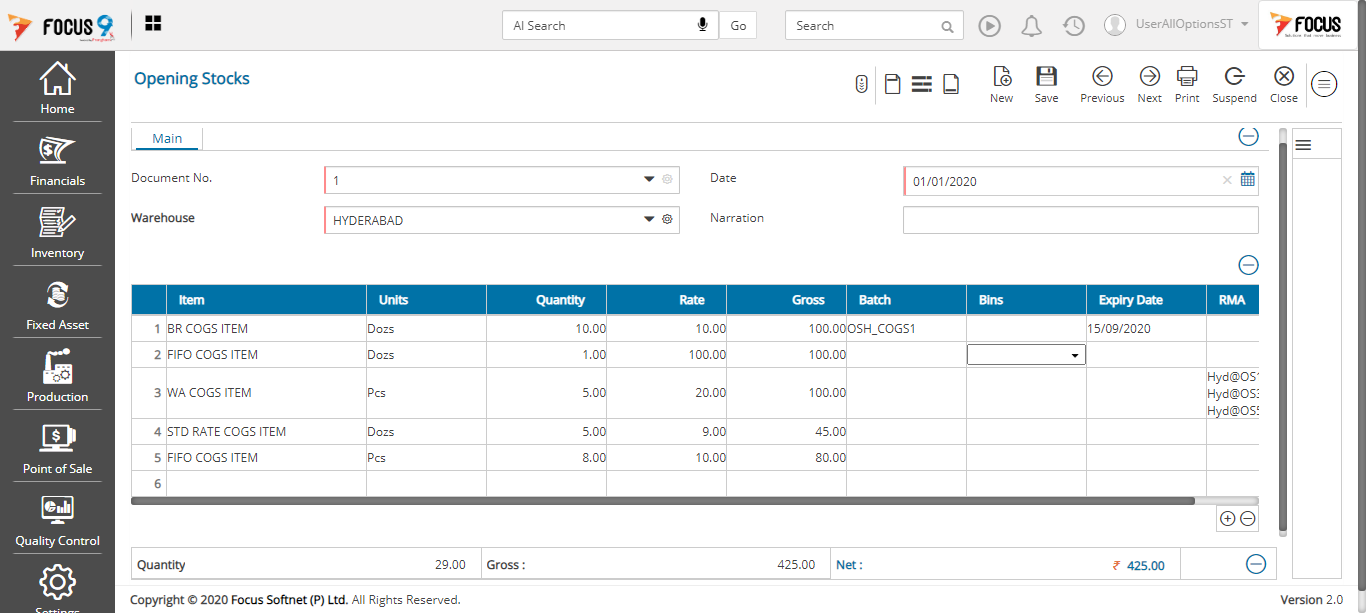 FOCUS 9
AI Search
Go
Search
UserAllOptionsST
FOCUS
Home
Financials
Inventory
Fixed Asset
Production
Point of Sale
Quality Control
Settings
Opening Stocks
New
Save
Previous
Next
Print
Suspend
Close
Main
Document No.
1
Date
01/01/2020
Warehouse
HYDERABAD
Narration
Item Units Quantity Rate Gross Batch Bins Expiry Date RMA
1 BR COGS ITEM Dozs 10.00 10.00 100.00 OSH_COGS1 15/09/2020
2 FIFO COGS ITEM Dozs 1.00 100.00 100.00
3 WA COGS ITEM Pcs 5.00 20.00 100.00
Hyd@OS1
Hyd@OS3
Hyd@OS5
4 STD RATE COGS ITEM Dozs 5.00 9.00 45.00
5 FIFO COGS ITEM Pcs 8.00 10.00 80.00
6
Quantity 29.00 Gross : 425.00 Net : ₹ 425.00
Copyright © 2020 Focus Softnet (P) Ltd. All Rights Reserved.
Version 2.0